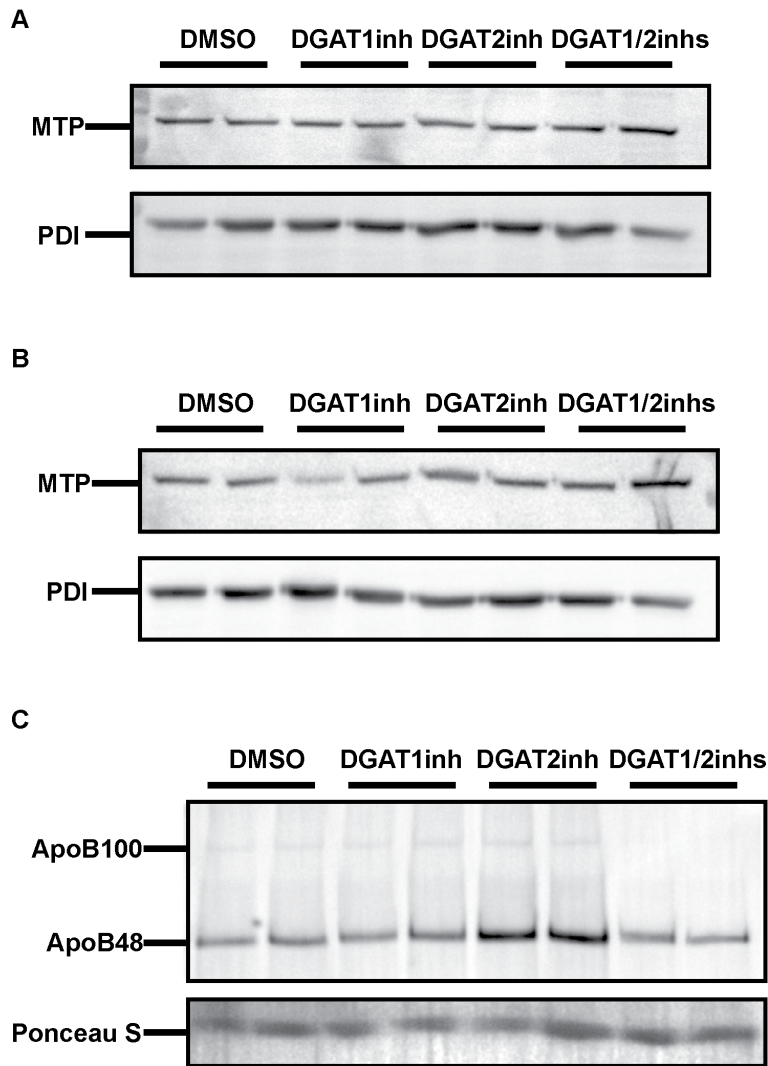 A
DMSO DGAT1inh DGAT2inh DGAT1/2inhs
MTP
PDI
B
DMSO DGAT1inh DGAT2inh DGAT1/2inhs
MTP
PDI
C
DMSO DGAT1inh DGAT2inh DGAT1/2inhs
ApoB100
ApoB48
Ponceau S